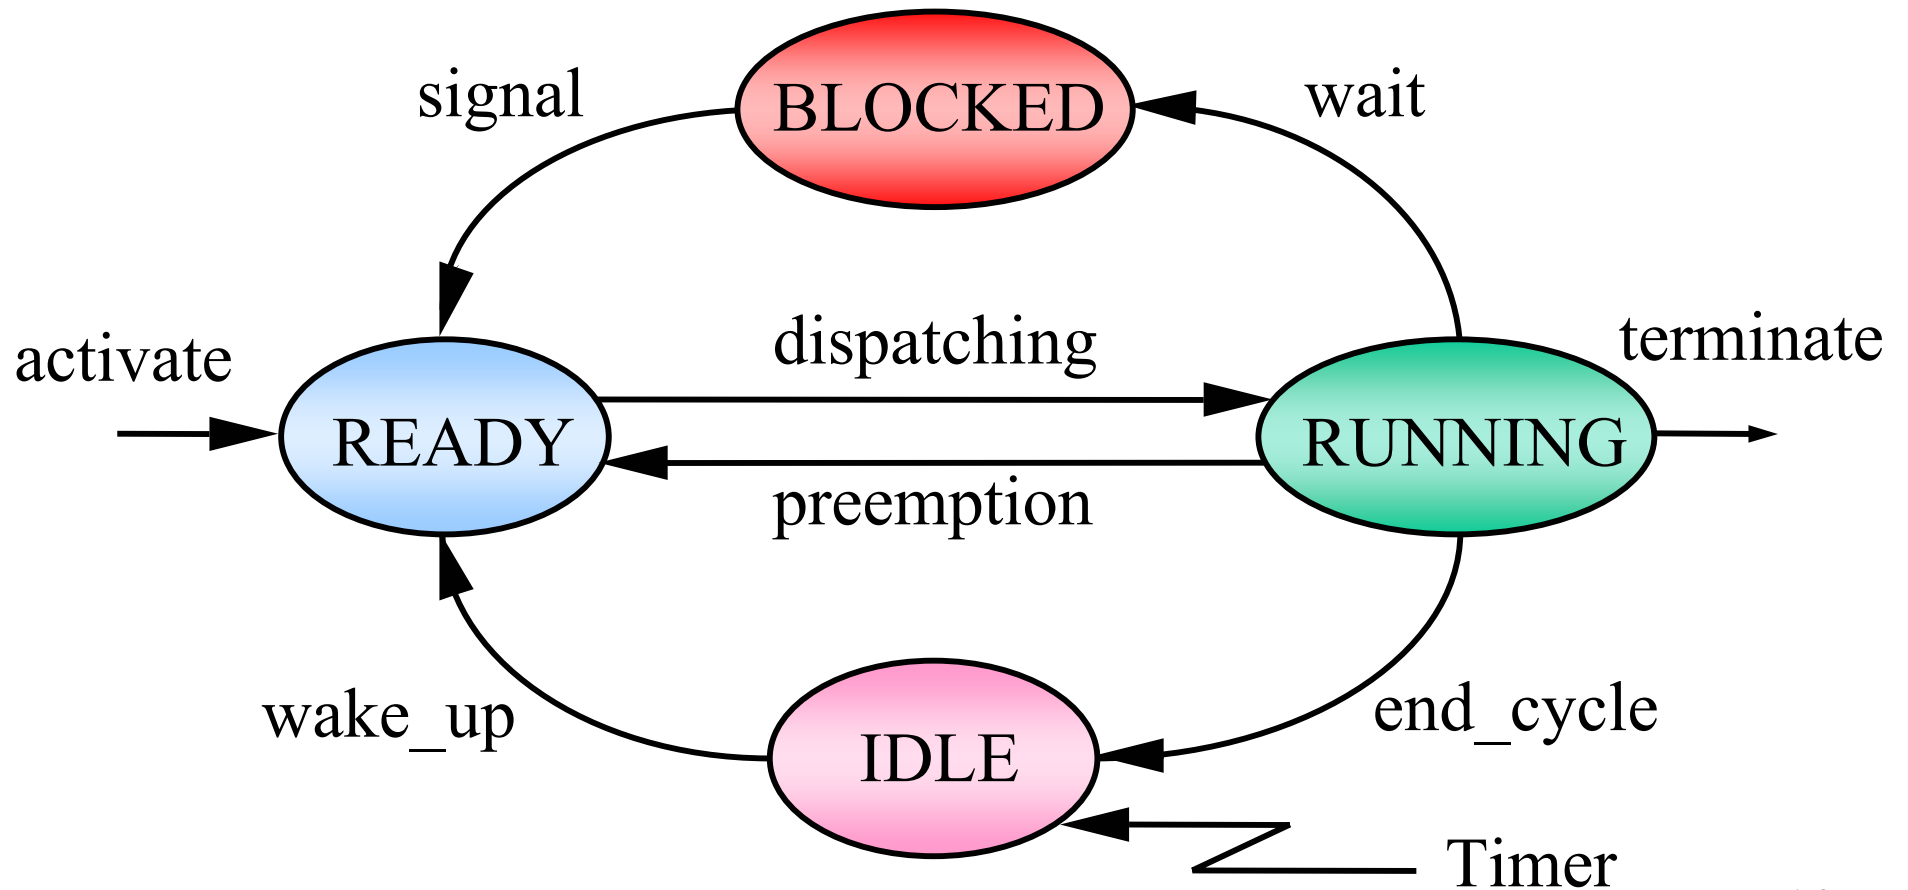 signal
BLOCKED
wait
activate
dispatching
terminate
READY
RUNNING
preemption
wake_up
IDLE
end_cycle
Timer